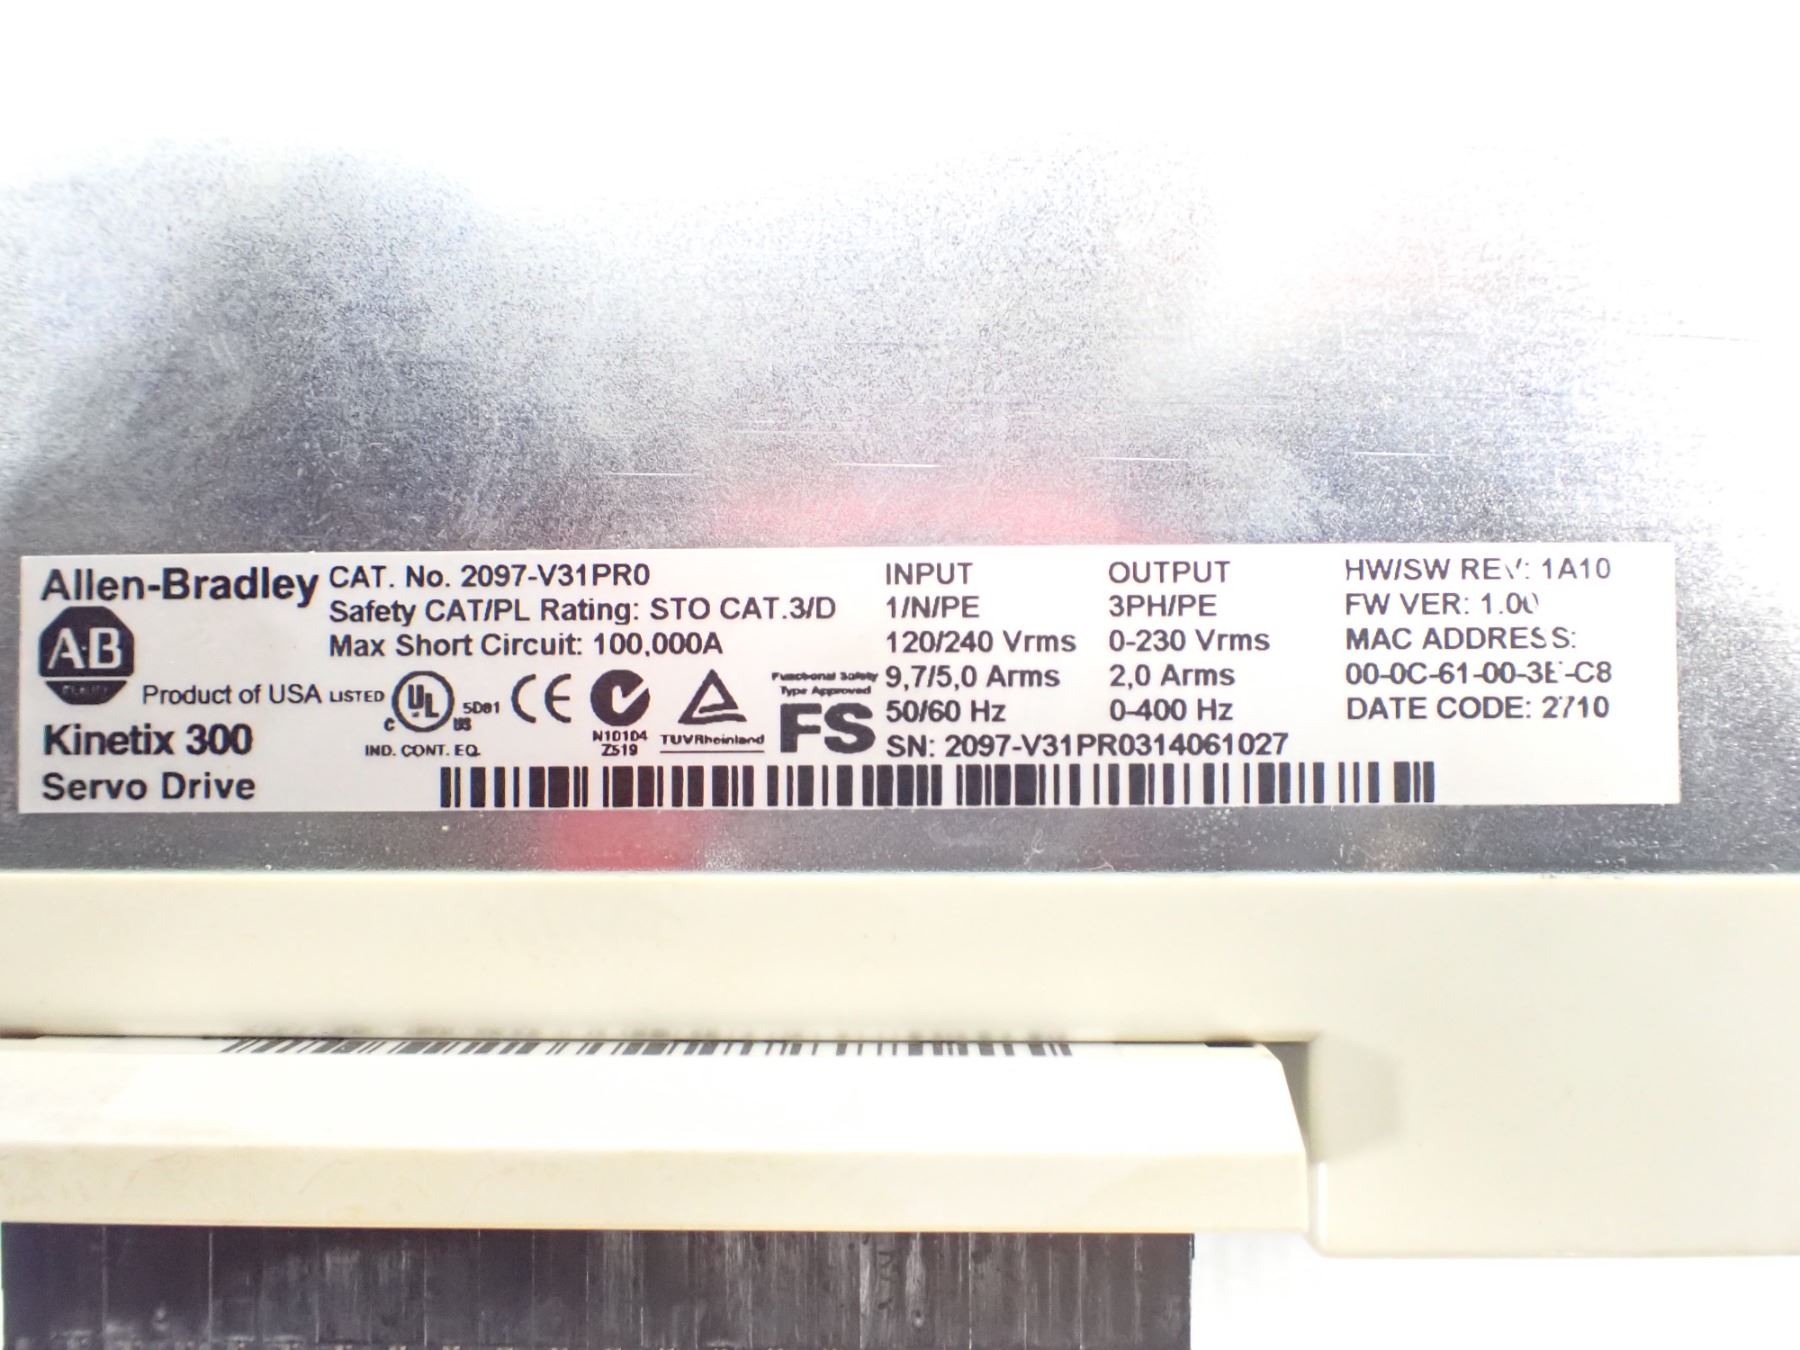 Allen-Bradley
A·B
QUALITY
Product of USA
Kinetix 300
Servo Drive
CAT. No. 2097-V31PR0
Safety CAT/PL Rating: STO CAT.3/D
Max Short Circuit: 100,000A
LISTED
c UL us
5D81
IND. CONT. EQ.
CE
N10104
Z519
TUVRheinland
Functional Safety
Type Approved
FS
INPUT
1/N/PE
120/240 Vrms
9,7/5,0 Arms
50/60 Hz
OUTPUT
3PH/PE
0-230 Vrms
2,0 Arms
0-400 Hz
SN: 2097-V31PR0314061027
HW/SW REV: 1A10
FW VER: 1.00
MAC ADDRESS:
DATE CODE: 2710